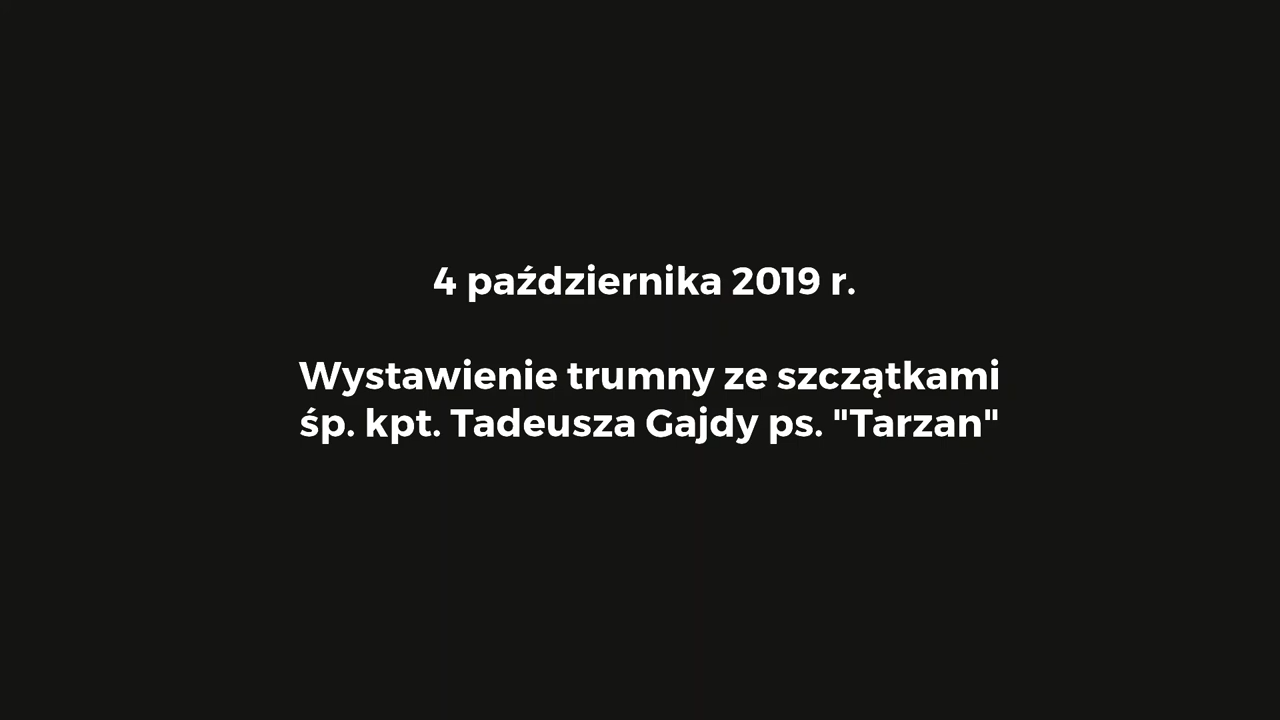 4 października 2019 r.
Wystawienie trumny ze szczątkami
śp. kpt. Tadeusza Gajdy ps. "Tarzan"